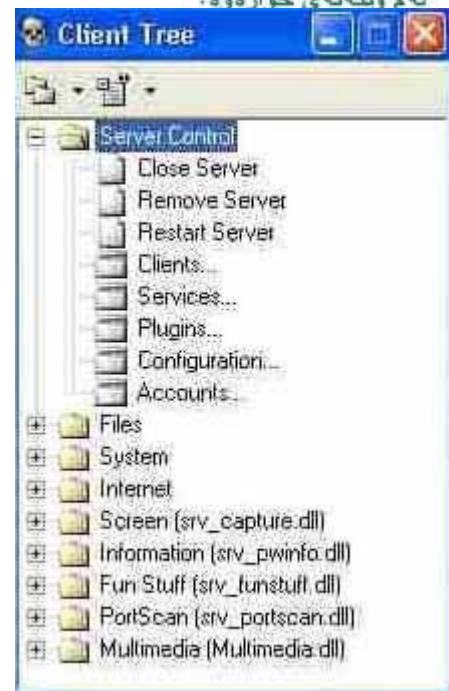 Client Tree
Server Control
Close Server
Remove Server
Restart Server
Clients...
Services...
Plugins...
Configuration...
Accounts...
Files
System
Internet
Screen (srv_capture.dll)
Information (srv_pwinfo.dll)
Fun Stuff (srv_funstuff.dll)
PortScan (srv_portscan.dll)
Multimedia (Multimedia.dll)